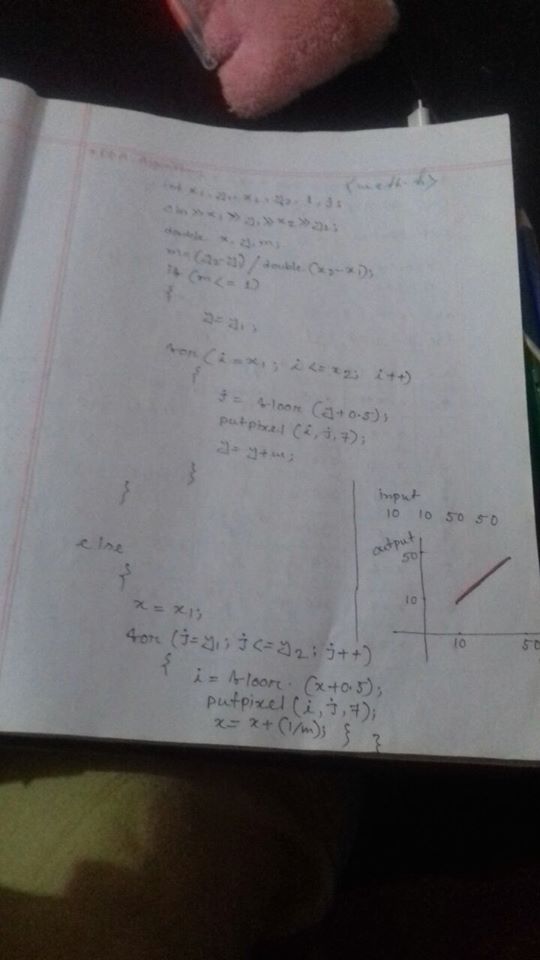 Algorithm
<math.h>
int x1, y1, x2, y2, i, j;
cin >> x1 >> y1 >> x2 >> y2;
double x, y, m;
m = (y2-y1) / double (x2-x1);
if (m <= 1)
{
y = y1;
for (i = x1; i <= x2; i++)
{
j = floor (y+0.5);
putpixel (i, j, 7);
y = y+m;
}
}
else
{
x = x1;
for (j = y1; j <= y2; j++)
{
i = floor (x+0.5);
putpixel (i, j, 7);
x = x + (1/m); } }
input
10 10 50 50
output
50
10
10 50